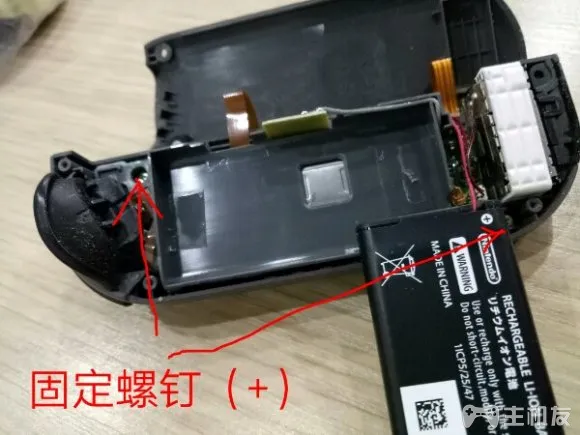 Nintendo
RECHARGEABLE LI-ION
リチウムイオン電池
Use or recharge only with
Do not short-circuit,
1ICP5/25/47
WARNING
MADE IN CHINA
固定螺钉（+）
主机友